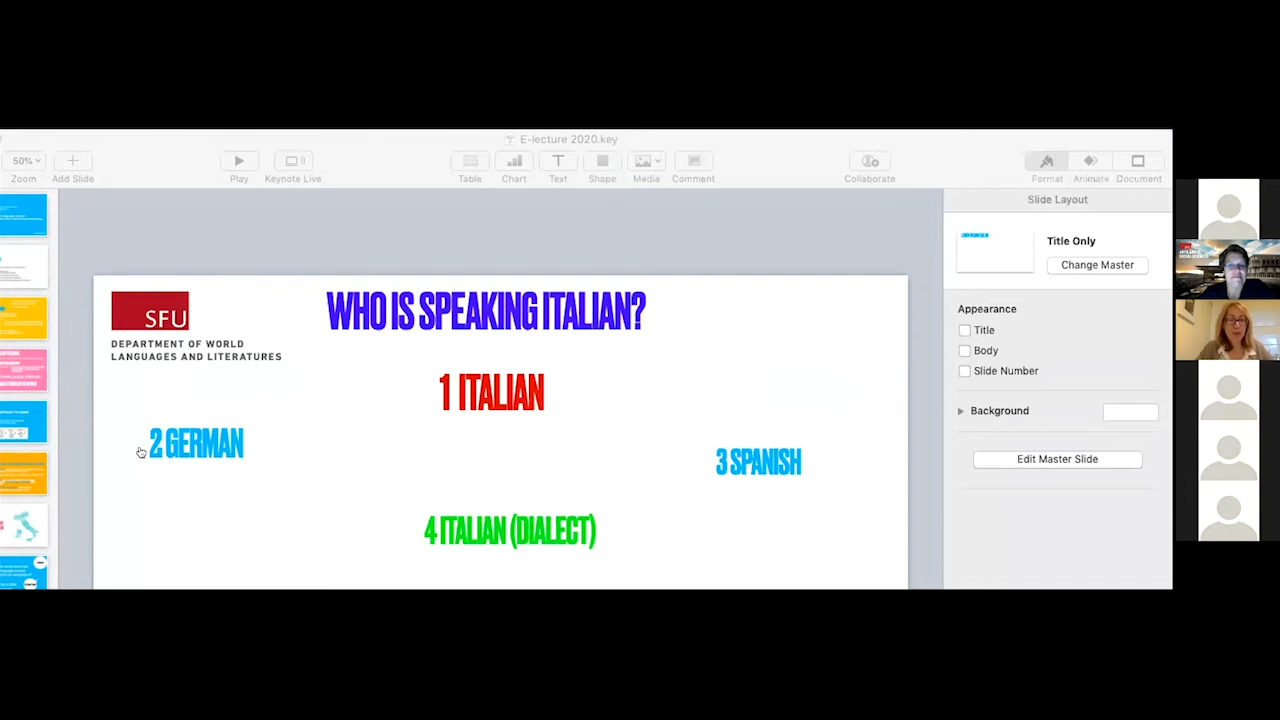 E-lecture 2020.key
50%
Zoom
Add Slide
Play
Keynote Live
Table
Chart
Text
Shape
Media
Comment
Collaborate
Format
Animate
Document
Slide Layout
Title Only
Change Master
Appearance
Title
Body
Slide Number
Background
Edit Master Slide
SFU
DEPARTMENT OF WORLD
LANGUAGES AND LITERATURES
WHO IS SPEAKING ITALIAN?
1 ITALIAN
2 GERMAN
3 SPANISH
4 ITALIAN (DIALECT)